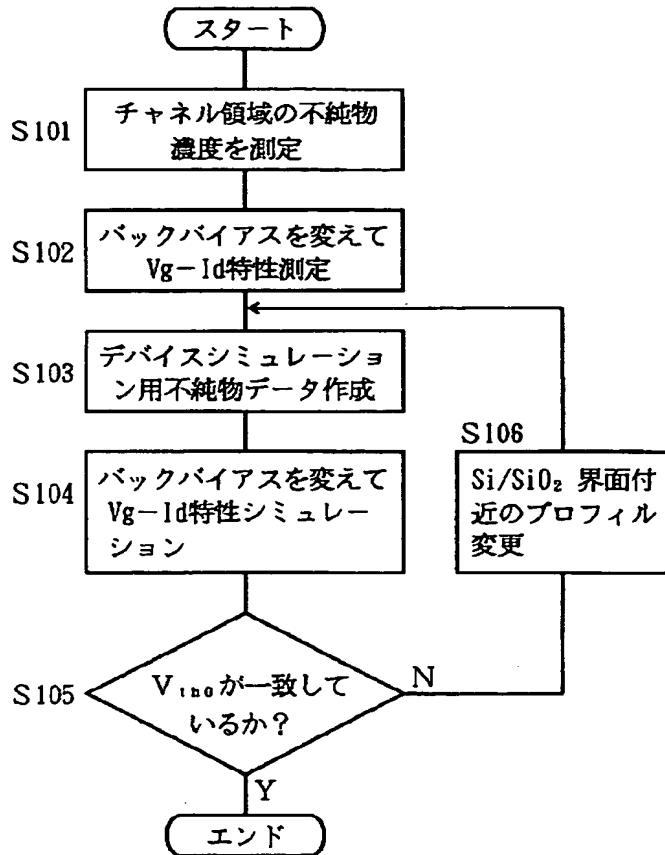 スタート
S101
チャネル領域の不純物
濃度を測定
S102
バックバイアスを変えて
Vg－Id特性測定
S103
デバイスシミュレーショ
ン用不純物データ作成
S104
バックバイアスを変えて
Vg－Id特性シミュレー
ション
S106
Si/SiO₂ 界面付
近のプロフィル
変更
S105
Vth0が一致して
いるか？
N
Y
エンド